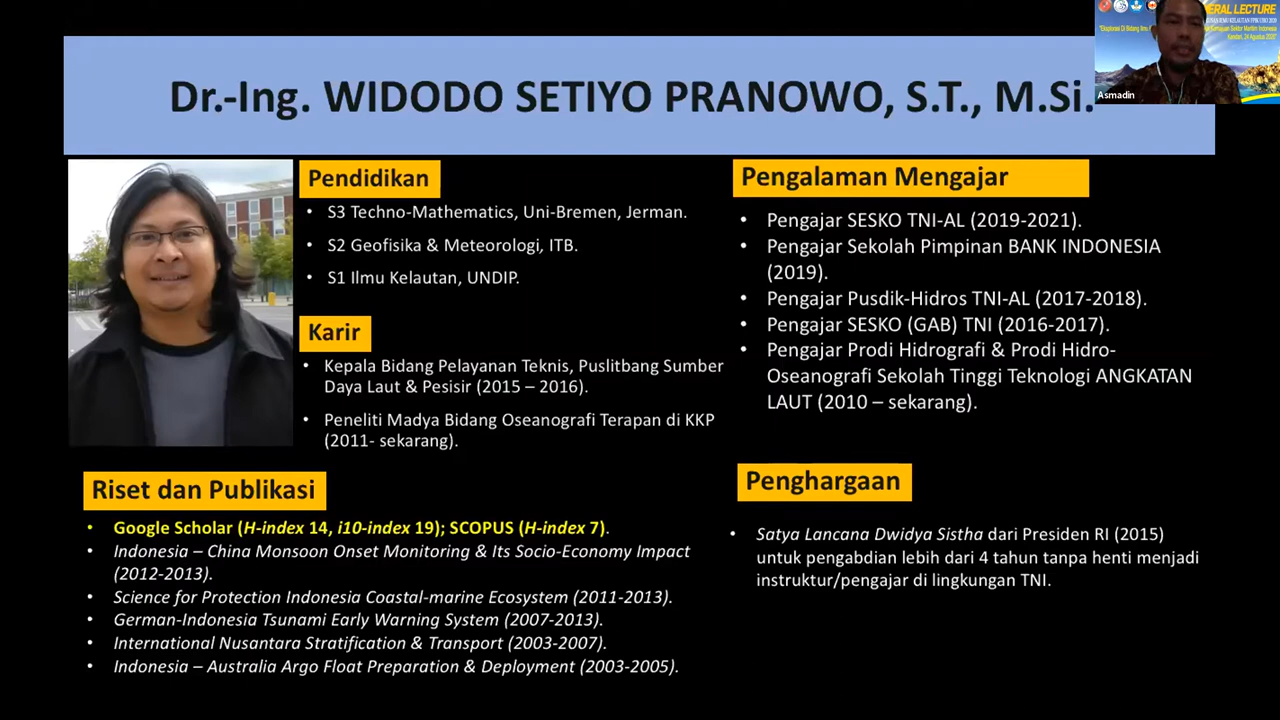 Dr.-Ing. WIDODO SETIYO PRANOWO, S.T., M.Si.
ERAL LECTURE
Kendari, 24 Agustus 2020"
Asmadin
Pendidikan
• S3 Techno-Mathematics, Uni-Bremen, Jerman.
• S2 Geofisika & Meteorologi, ITB.
• S1 Ilmu Kelautan, UNDIP.
Karir
• Kepala Bidang Pelayanan Teknis, Puslitbang Sumber
Daya Laut & Pesisir (2015 – 2016).
• Peneliti Madya Bidang Oseanografi Terapan di KKP
(2011- sekarang).
Pengalaman Mengajar
• Pengajar SESKO TNI-AL (2019-2021).
• Pengajar Sekolah Pimpinan BANK INDONESIA
(2019).
• Pengajar Pusdik-Hidros TNI-AL (2017-2018).
• Pengajar SESKO (GAB) TNI (2016-2017).
• Pengajar Prodi Hidrografi & Prodi Hidro-
Oseanografi Sekolah Tinggi Teknologi ANGKATAN
LAUT (2010 – sekarang).
Riset dan Publikasi
• Google Scholar (H-index 14, i10-index 19); SCOPUS (H-index 7).
• Indonesia – China Monsoon Onset Monitoring & Its Socio-Economy Impact
(2012-2013).
• Science for Protection Indonesia Coastal-marine Ecosystem (2011-2013).
• German-Indonesia Tsunami Early Warning System (2007-2013).
• International Nusantara Stratification & Transport (2003-2007).
• Indonesia – Australia Argo Float Preparation & Deployment (2003-2005).
Penghargaan
• Satya Lancana Dwidya Sistha dari Presiden RI (2015)
untuk pengabdian lebih dari 4 tahun tanpa henti menjadi
instruktur/pengajar di lingkungan TNI.